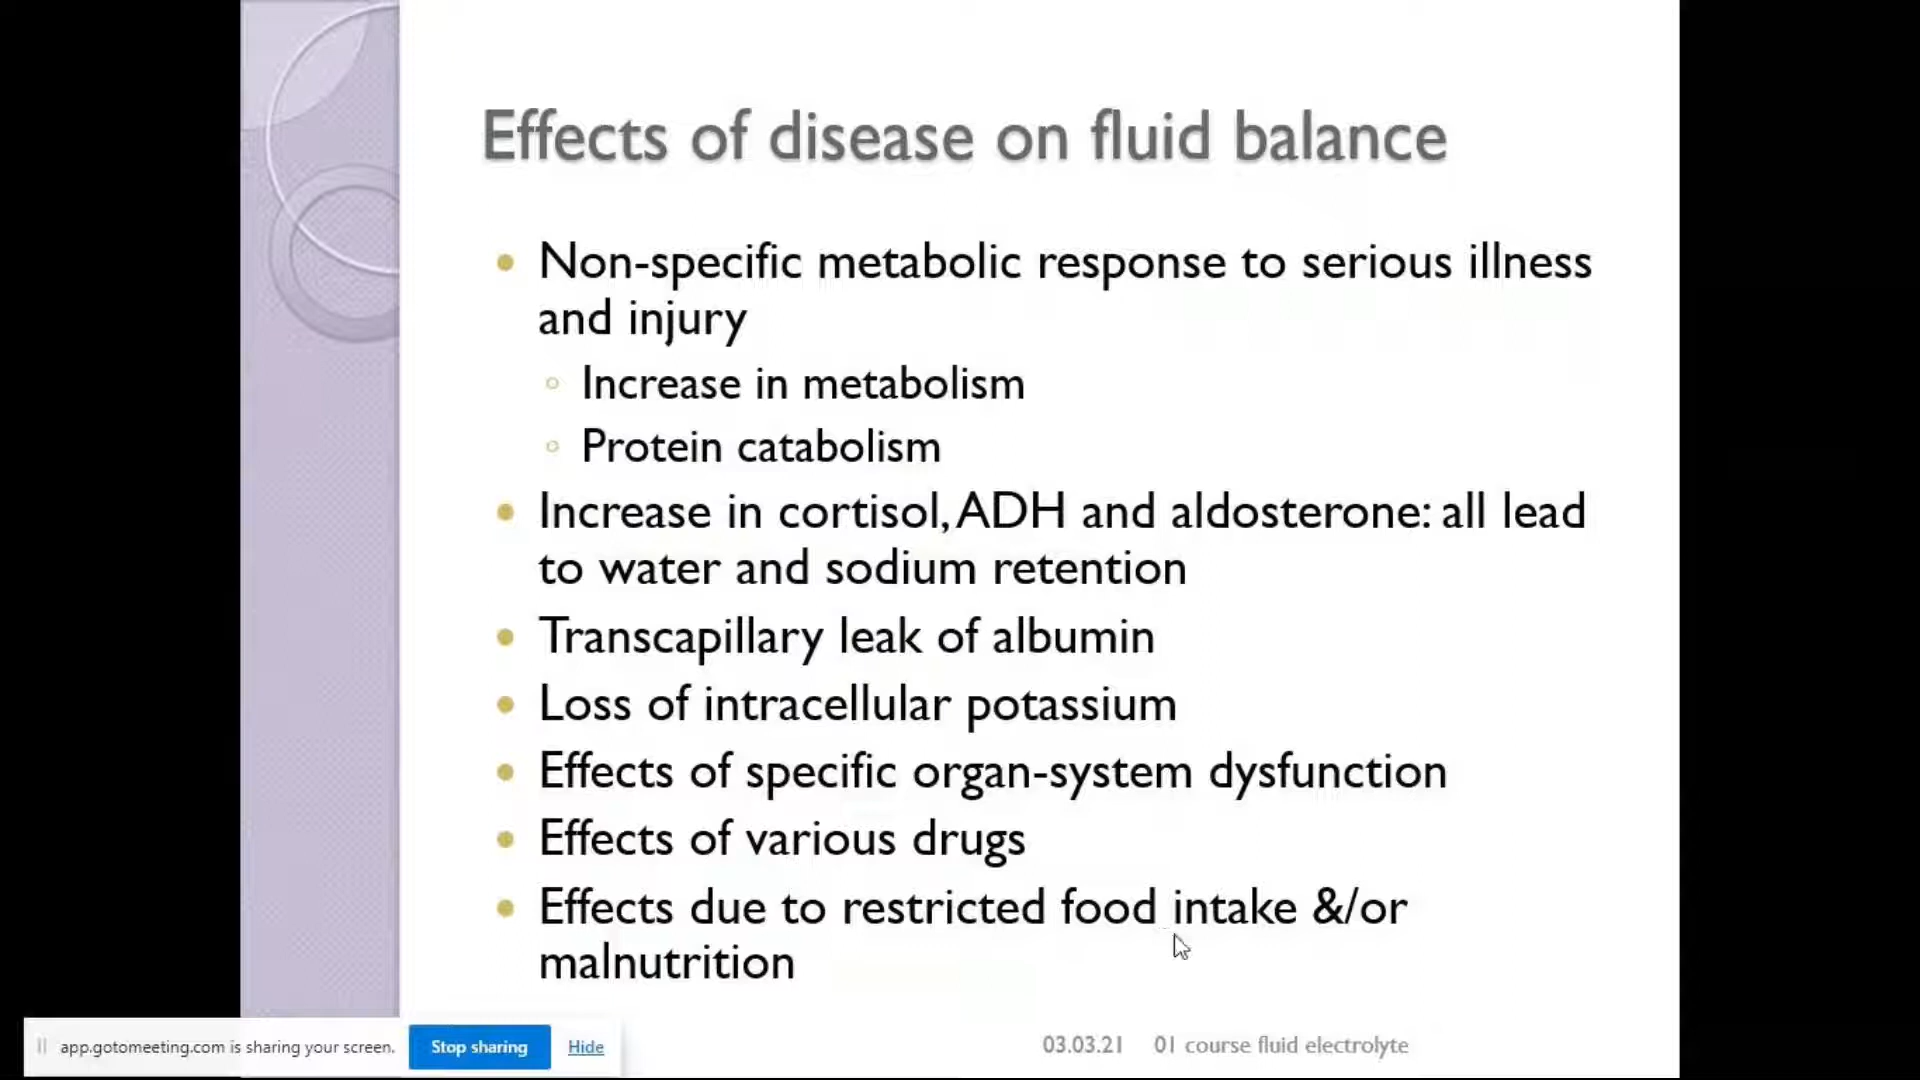 Effects of disease on fluid balance
Non-specific metabolic response to serious illness
and injury
Increase in metabolism
Protein catabolism
Increase in cortisol, ADH and aldosterone: all lead
to water and sodium retention
Transcapillary leak of albumin
Loss of intracellular potassium
Effects of specific organ-system dysfunction
Effects of various drugs
Effects due to restricted food intake &/or
malnutrition
app.gotomeeting.com is sharing your screen. Stop sharing Hide
03.03.21 01 course fluid electrolyte